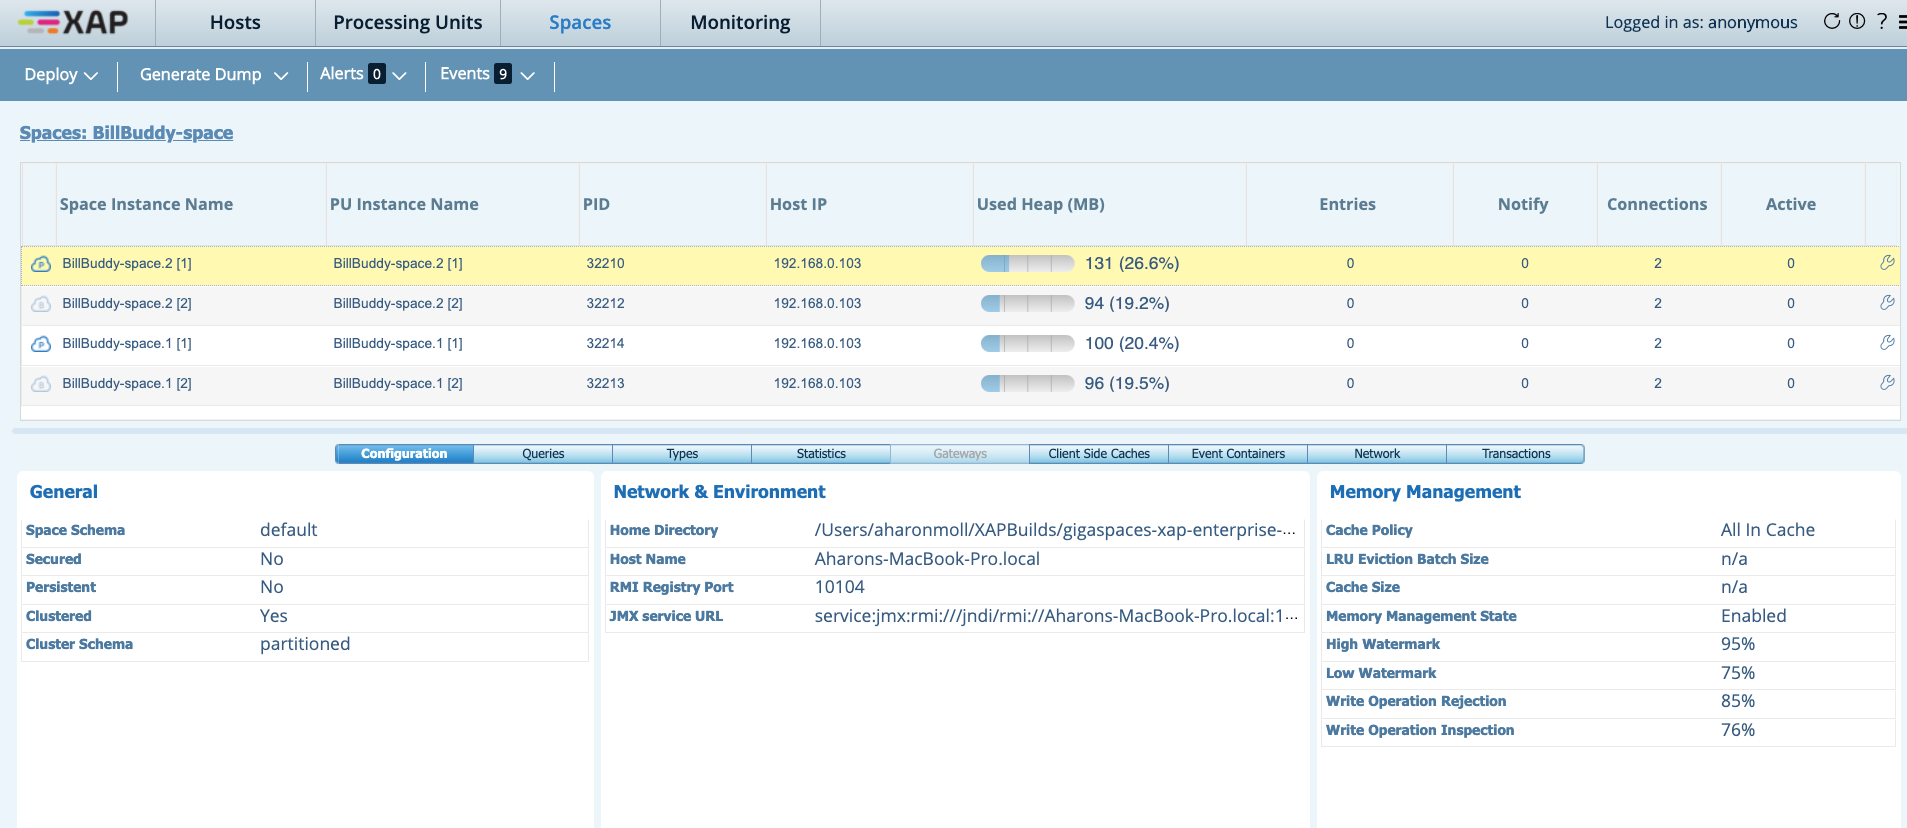 XAP Hosts Processing Units Spaces Monitoring Logged in as: anonymous ?
Deploy Generate Dump Alerts 0 Events 9
Spaces: BillBuddy-space
Space Instance Name PU Instance Name PID Host IP Used Heap (MB) Entries Notify Connections Active
P BillBuddy-space.2 [1] BillBuddy-space.2 [1] 32210 192.168.0.103 131 (26.6%) 0 0 2 0
BillBuddy-space.2 [2] BillBuddy-space.2 [2] 32212 192.168.0.103 94 (19.2%) 0 0 2 0
P BillBuddy-space.1 [1] BillBuddy-space.1 [1] 32214 192.168.0.103 100 (20.4%) 0 0 2 0
BillBuddy-space.1 [2] BillBuddy-space.1 [2] 32213 192.168.0.103 96 (19.5%) 0 0 2 0
Configuration Queries Types Statistics Gateways Client Side Caches Event Containers Network Transactions
General
Space Schema default
Secured No
Persistent No
Clustered Yes
Cluster Schema partitioned
Network & Environment
Home Directory /Users/aharonmoll/XAPBuilds/gigaspaces-xap-enterprise-...
Host Name Aharons-MacBook-Pro.local
RMI Registry Port 10104
JMX service URL service:jmx:rmi:///jndi/rmi://Aharons-MacBook-Pro.local:1...
Memory Management
Cache Policy All In Cache
LRU Eviction Batch Size n/a
Cache Size n/a
Memory Management State Enabled
High Watermark 95%
Low Watermark 75%
Write Operation Rejection 85%
Write Operation Inspection 76%